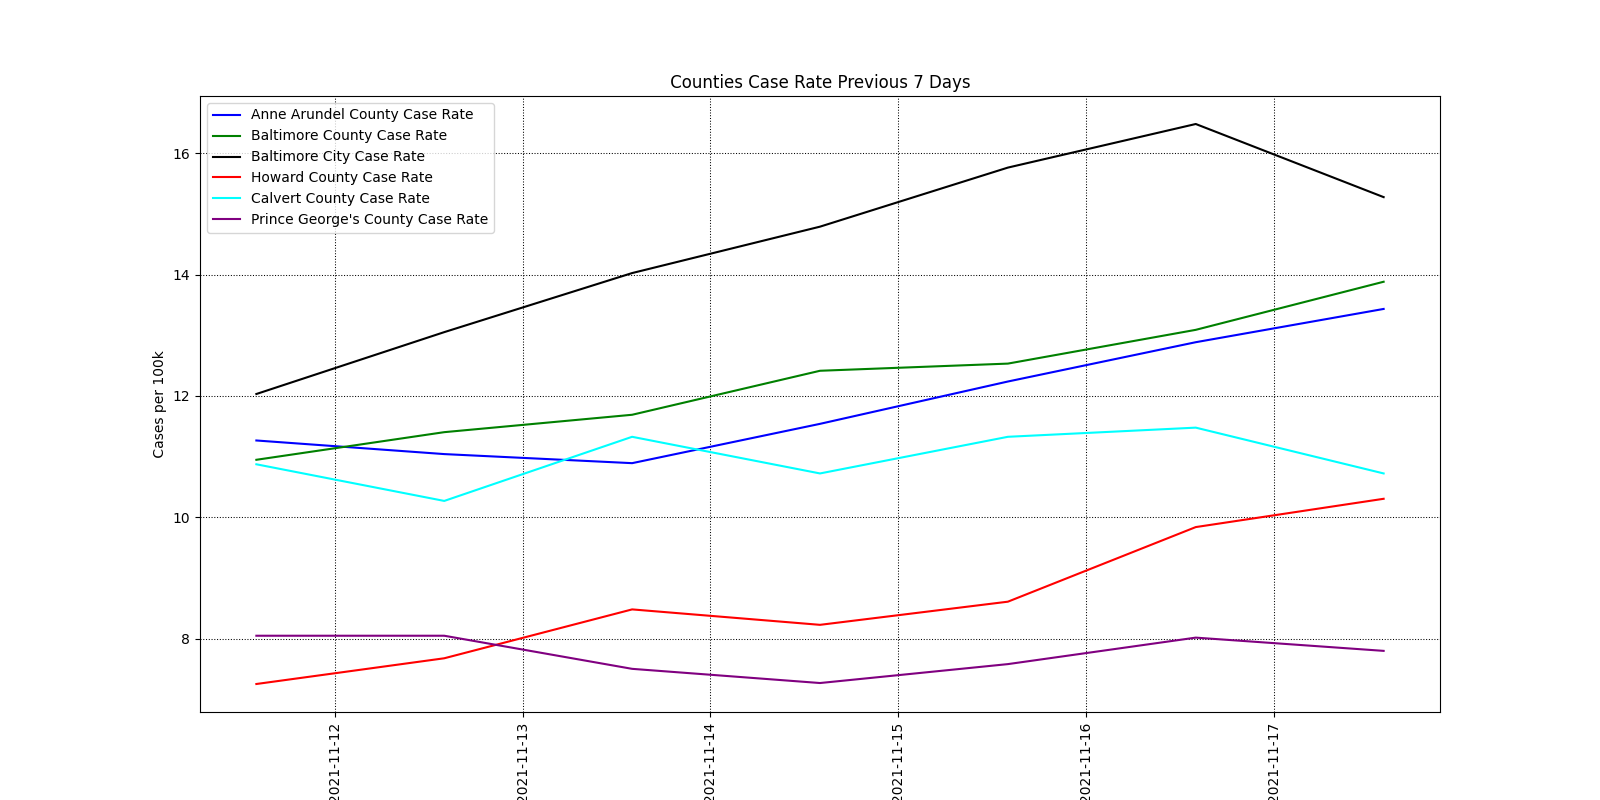 Counties Case Rate Previous 7 Days
Anne Arundel County Case Rate
Baltimore County Case Rate
Baltimore City Case Rate
Howard County Case Rate
Calvert County Case Rate
Prince George's County Case Rate
Cases per 100k
16
14
12
10
8
2021-11-12
2021-11-13
2021-11-14
2021-11-15
2021-11-16
2021-11-17